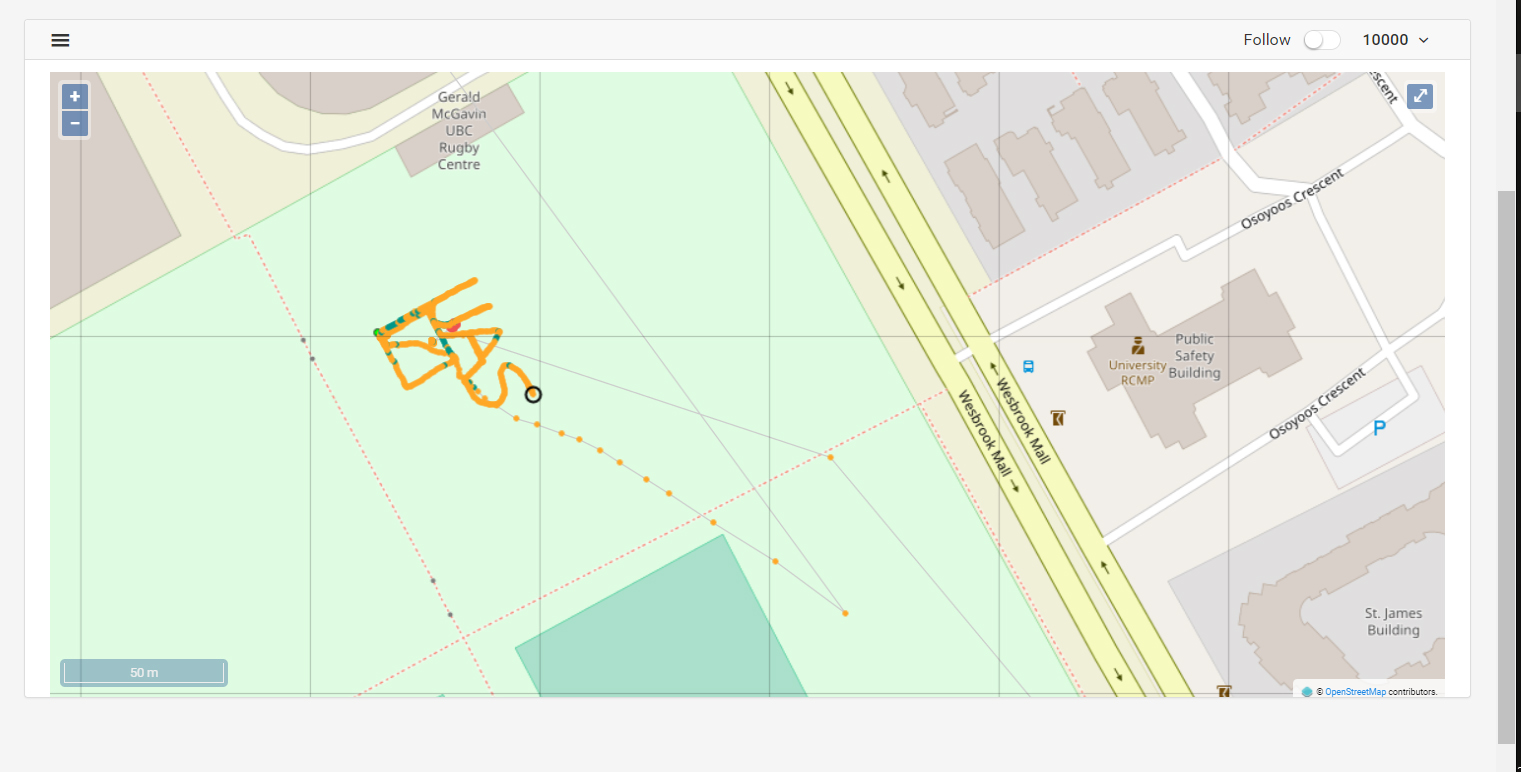 Follow
10000
+
−
Gerald
McGavin
UBC
Rugby
Centre
Osoyoos Crescent
Public
Safety
Building
University
RCMP
Wesbrook Mall
Wesbrook Mall
Osoyoos Crescent
P
St. James
Building
50 m
© OpenStreetMap contributors.